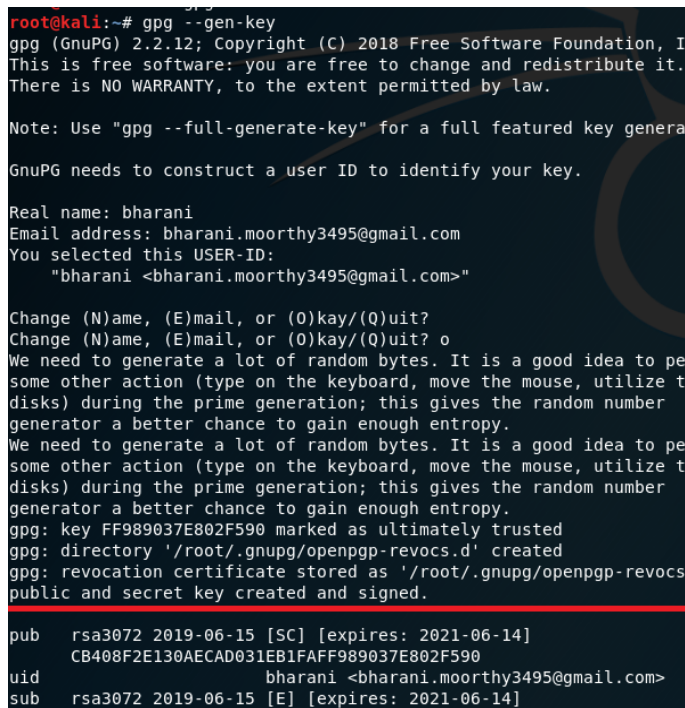 root@kali:~# gpg --gen-key
gpg (GnuPG) 2.2.12; Copyright (C) 2018 Free Software Foundation, I
This is free software: you are free to change and redistribute it.
There is NO WARRANTY, to the extent permitted by law.
Note: Use "gpg --full-generate-key" for a full featured key genera
GnuPG needs to construct a user ID to identify your key.
Real name: bharani
Email address: bharani.moorthy3495@gmail.com
You selected this USER-ID:
"bharani <bharani.moorthy3495@gmail.com>"
Change (N)ame, (E)mail, or (O)kay/(Q)uit?
Change (N)ame, (E)mail, or (O)kay/(Q)uit? o
We need to generate a lot of random bytes. It is a good idea to pe
some other action (type on the keyboard, move the mouse, utilize t
disks) during the prime generation; this gives the random number
generator a better chance to gain enough entropy.
We need to generate a lot of random bytes. It is a good idea to pe
some other action (type on the keyboard, move the mouse, utilize t
disks) during the prime generation; this gives the random number
generator a better chance to gain enough entropy.
gpg: key FF989037E802F590 marked as ultimately trusted
gpg: directory '/root/.gnupg/openpgp-revocs.d' created
gpg: revocation certificate stored as '/root/.gnupg/openpgp-revocs
public and secret key created and signed.
pub rsa3072 2019-06-15 [SC] [expires: 2021-06-14]
CB408F2E130AECAD031EB1FAFF989037E802F590
uid bharani <bharani.moorthy3495@gmail.com>
sub rsa3072 2019-06-15 [E] [expires: 2021-06-14]